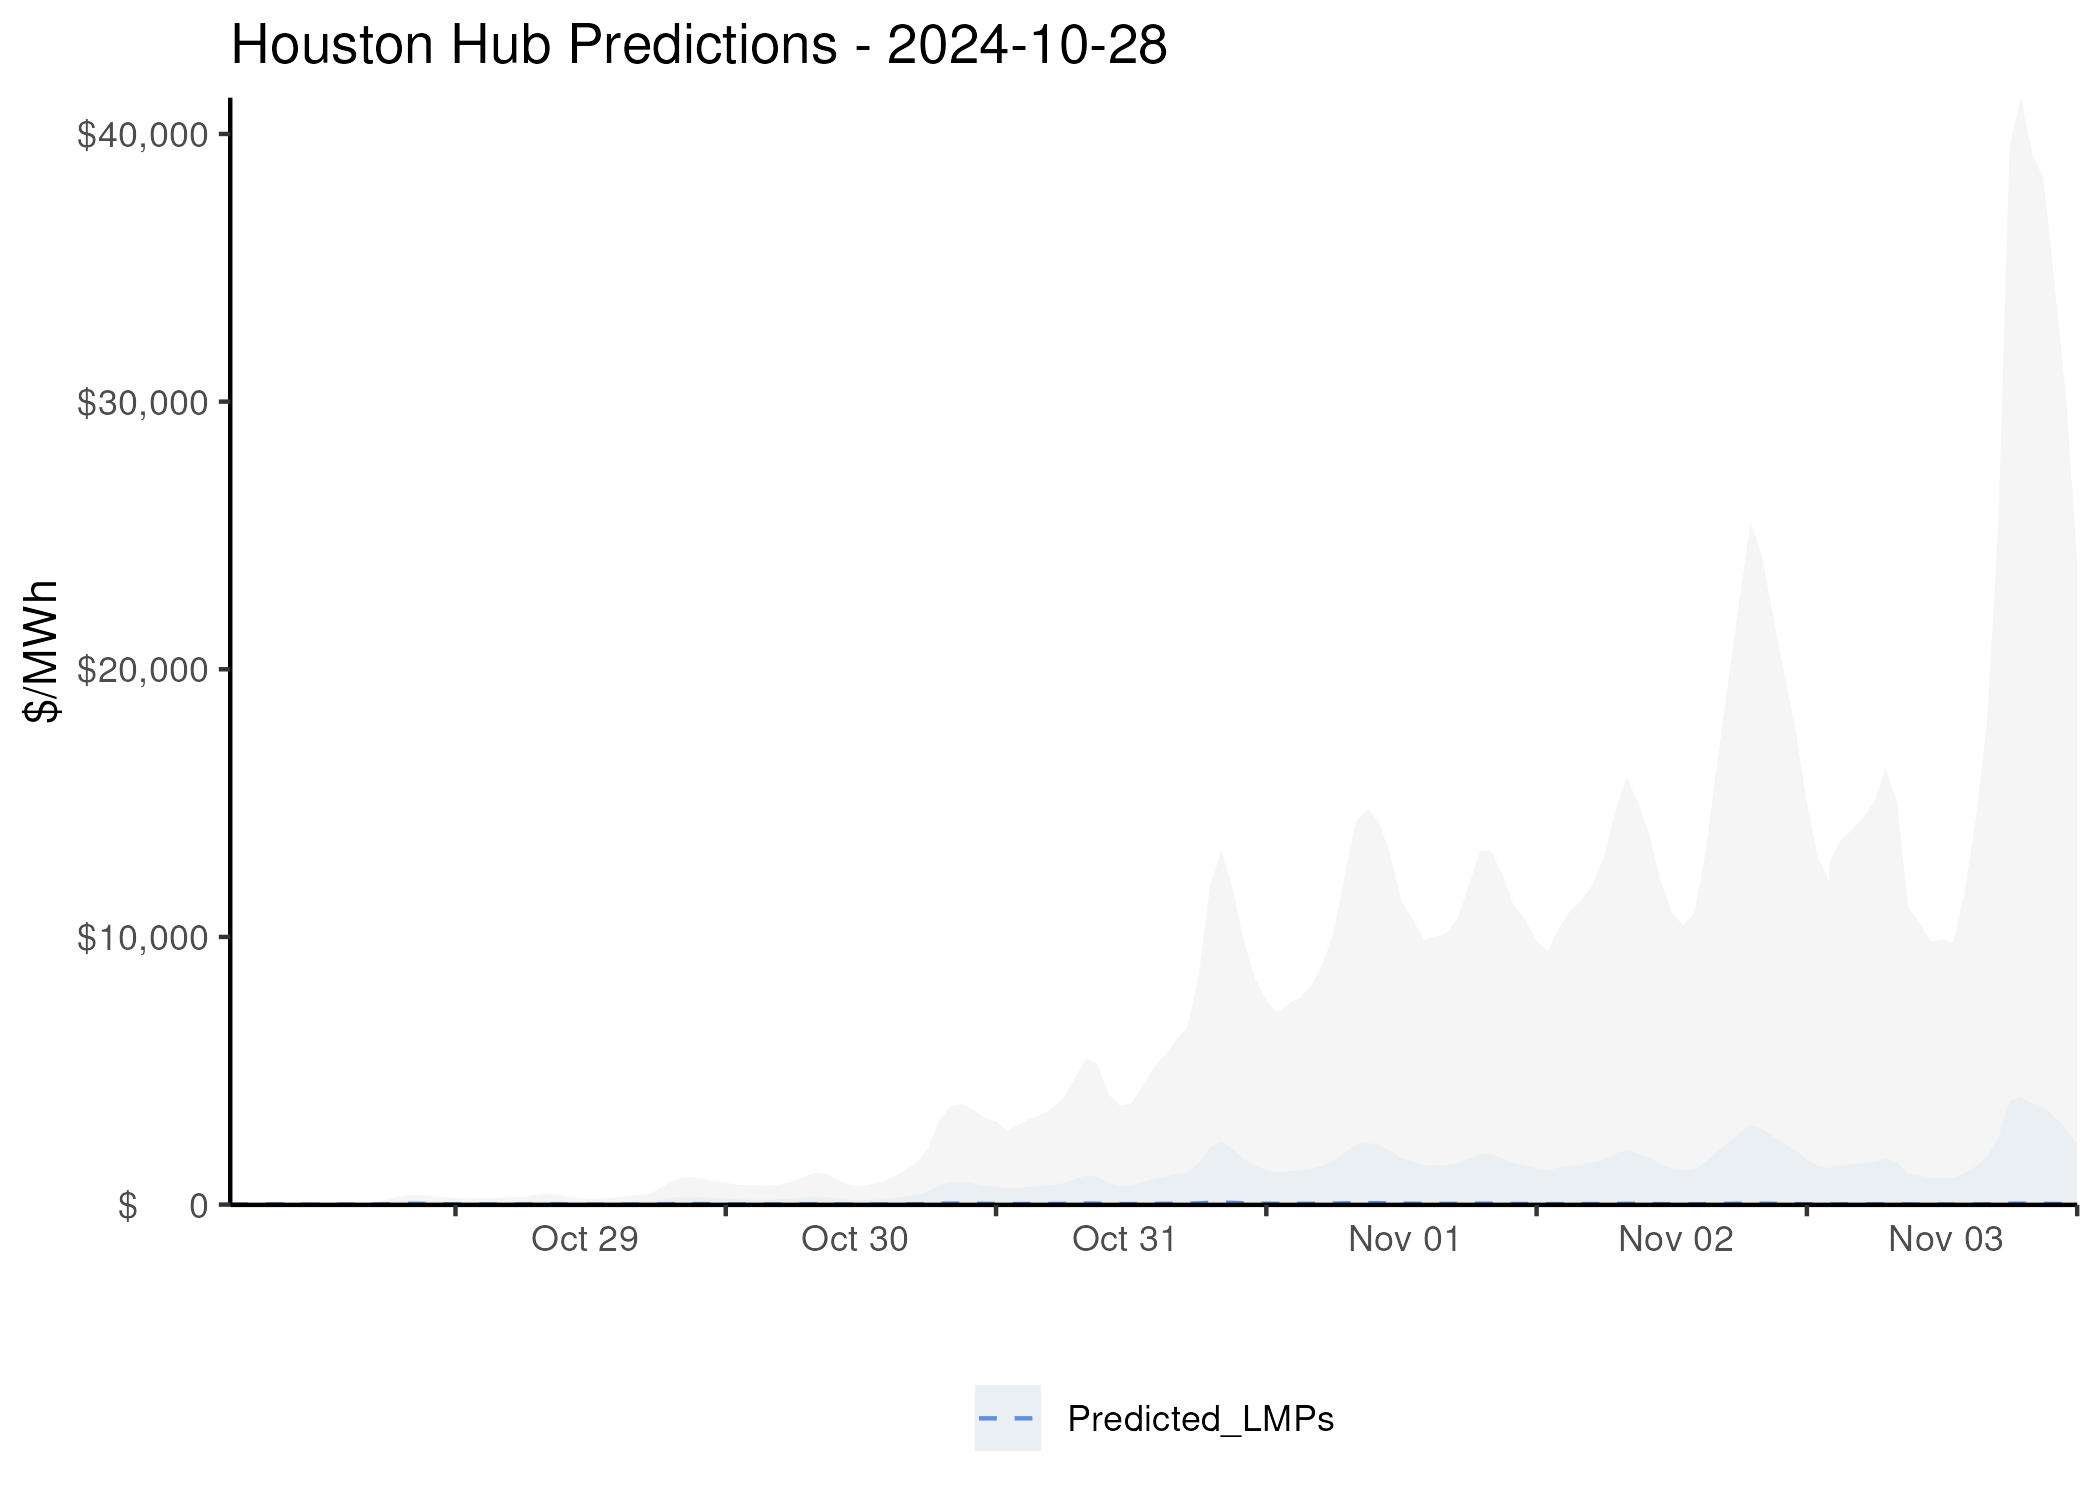 Houston Hub Predictions - 2024-10-28
$40,000
$30,000
$20,000
$10,000
$ 0
$/MWh
Oct 29 Oct 30 Oct 31 Nov 01 Nov 02 Nov 03
Predicted_LMPs